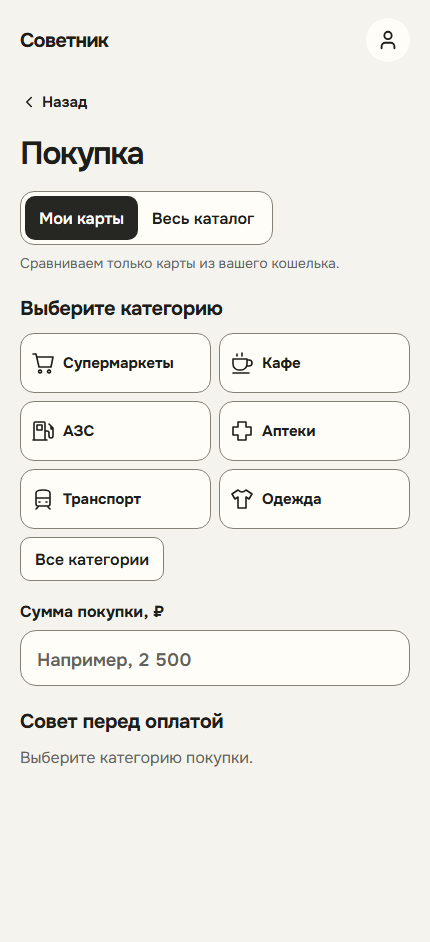 Советник
Назад
Покупка
Мои карты
Весь каталог
Сравниваем только карты из вашего кошелька.
Выберите категорию
Супермаркеты
Кафе
АЗС
Аптеки
Транспорт
Одежда
Все категории
Сумма покупки, ₽
Например, 2 500
Совет перед оплатой
Выберите категорию покупки.